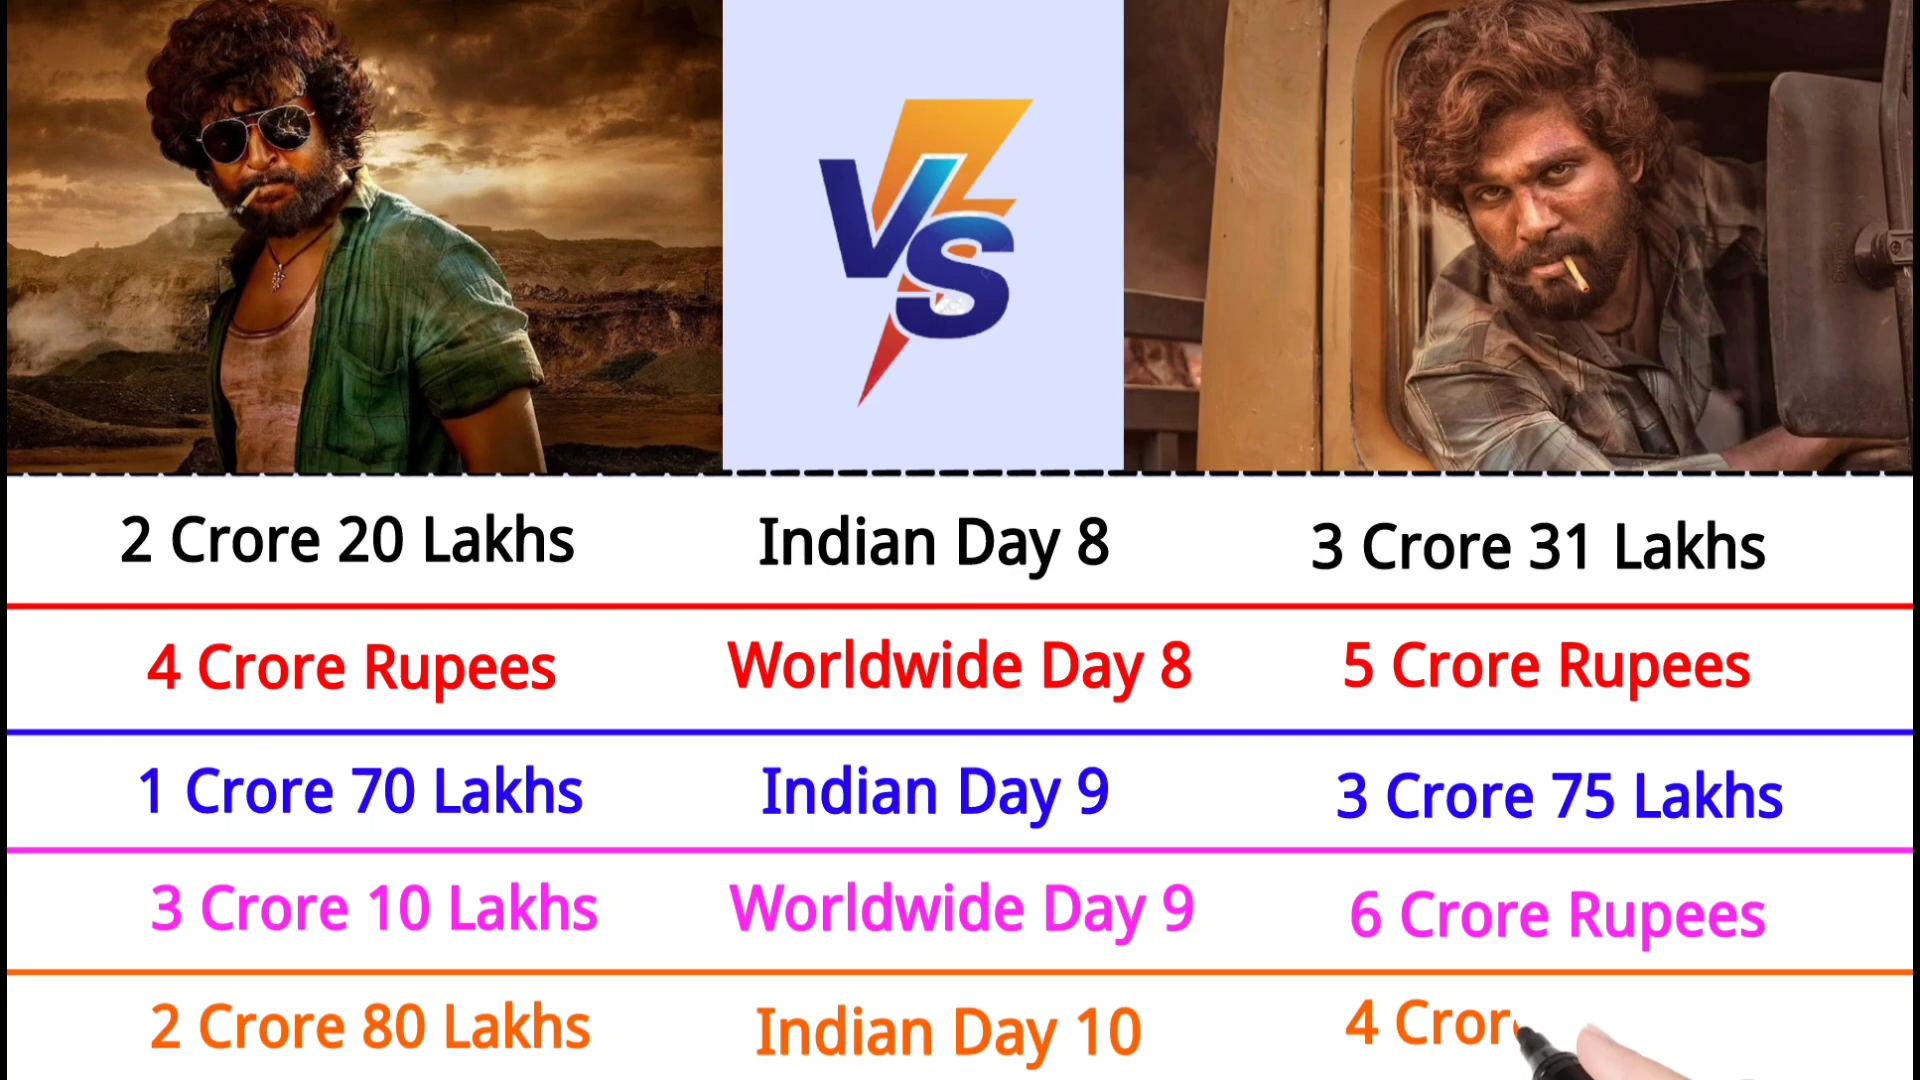 VS
2 Crore 20 Lakhs Indian Day 8 3 Crore 31 Lakhs
4 Crore Rupees Worldwide Day 8 5 Crore Rupees
1 Crore 70 Lakhs Indian Day 9 3 Crore 75 Lakhs
3 Crore 10 Lakhs Worldwide Day 9 6 Crore Rupees
2 Crore 80 Lakhs Indian Day 10 4 Cror